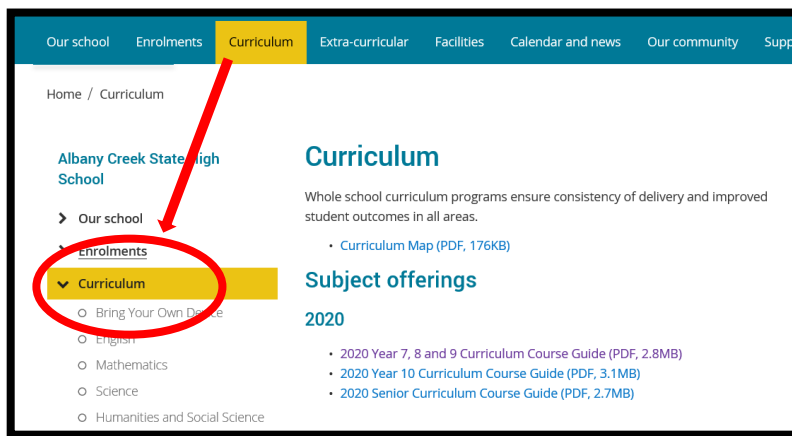 Our school Enrolments Curriculum Extra-curricular Facilities Calendar and news Our community Supp
Home / Curriculum
Albany Creek State High
School
Our school
Enrolments
Curriculum
Bring Your Own Device
English
Mathematics
Science
Humanities and Social Science
Curriculum
Whole school curriculum programs ensure consistency of delivery and improved
student outcomes in all areas.
• Curriculum Map (PDF, 176KB)
Subject offerings
2020
• 2020 Year 7, 8 and 9 Curriculum Course Guide (PDF, 2.8MB)
• 2020 Year 10 Curriculum Course Guide (PDF, 3.1MB)
• 2020 Senior Curriculum Course Guide (PDF, 2.7MB)